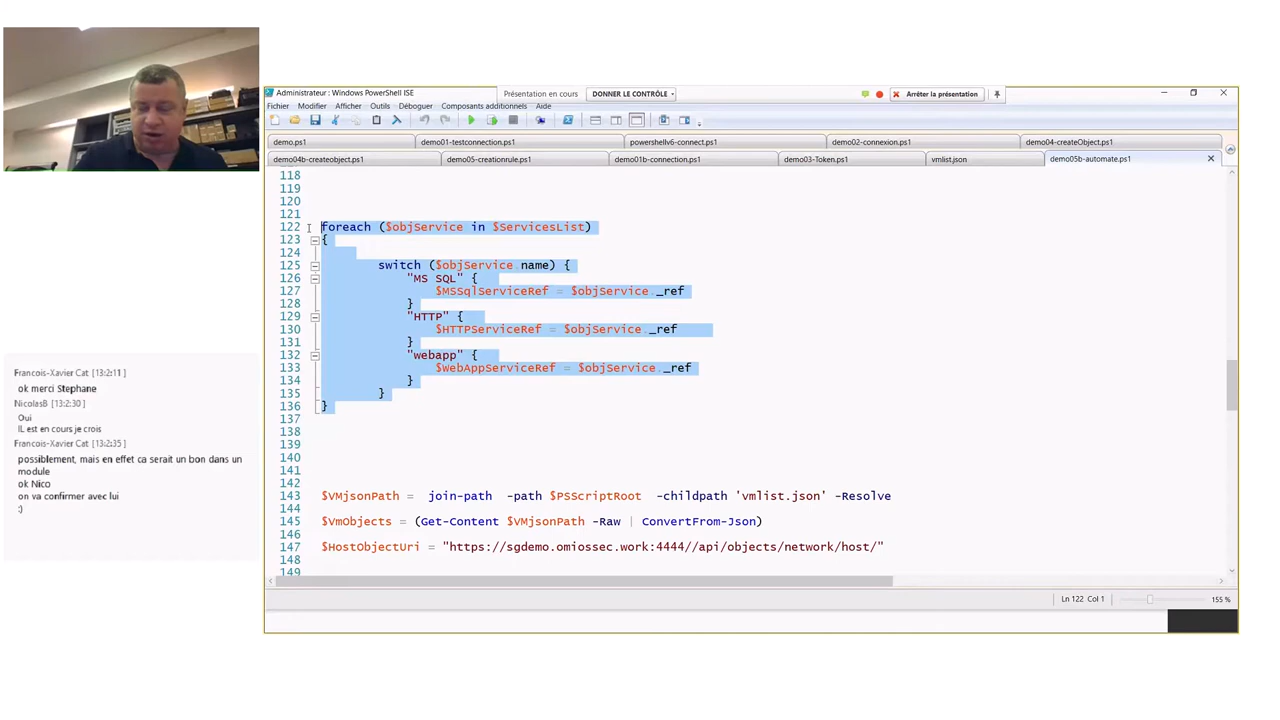 Administrateur : Windows PowerShell ISE
Présentation en cours
DONNER LE CONTRÔLE
Arrêter la présentation
Fichier Modifier Afficher Outils Déboguer Composants additionnels Aide
demo.ps1 demo01-testconnection.ps1 powershellv6-connect.ps1 demo02-connexion.ps1 demo04-createObject.ps1
demo04b-createobject.ps1 demo05-creationrule.ps1 demo01b-connection.ps1 demo03-Token.ps1 vmlist.json demo05b-automate.ps1
118
119
120
121
122 foreach ($objService in $ServicesList)
123 {
124
125 switch ($objService name) {
126 "MS SQL" {
127 $MSSqlServiceRef = $objService._ref
128 }
129 "HTTP" {
130 $HTTPServiceRef = $objService._ref
131 }
132 "webapp" {
133 $WebAppServiceRef = $objService._ref
134 }
135 }
136 }
137
138
139
140
141
142
143 $VMjsonPath = join-path -path $PSScriptRoot -childpath 'vmlist.json' -Resolve
144
145 $VmObjects = (Get-Content $VMjsonPath -Raw | ConvertFrom-Json)
146
147 $HostObjectUri = "https://sgdemo.omiossec.work:4444//api/objects/network/host/"
148
149
Ln 122 Col 1
155 %
Francois-Xavier Cat [13:2:11]
ok merci Stephane
NicolasB [13:2:30]
Oui
IL est en cours je crois
Francois-Xavier Cat [13:2:35]
possiblement, mais en effet ca serait un bon dans un
module
ok Nico
on va confirmer avec lui
:)